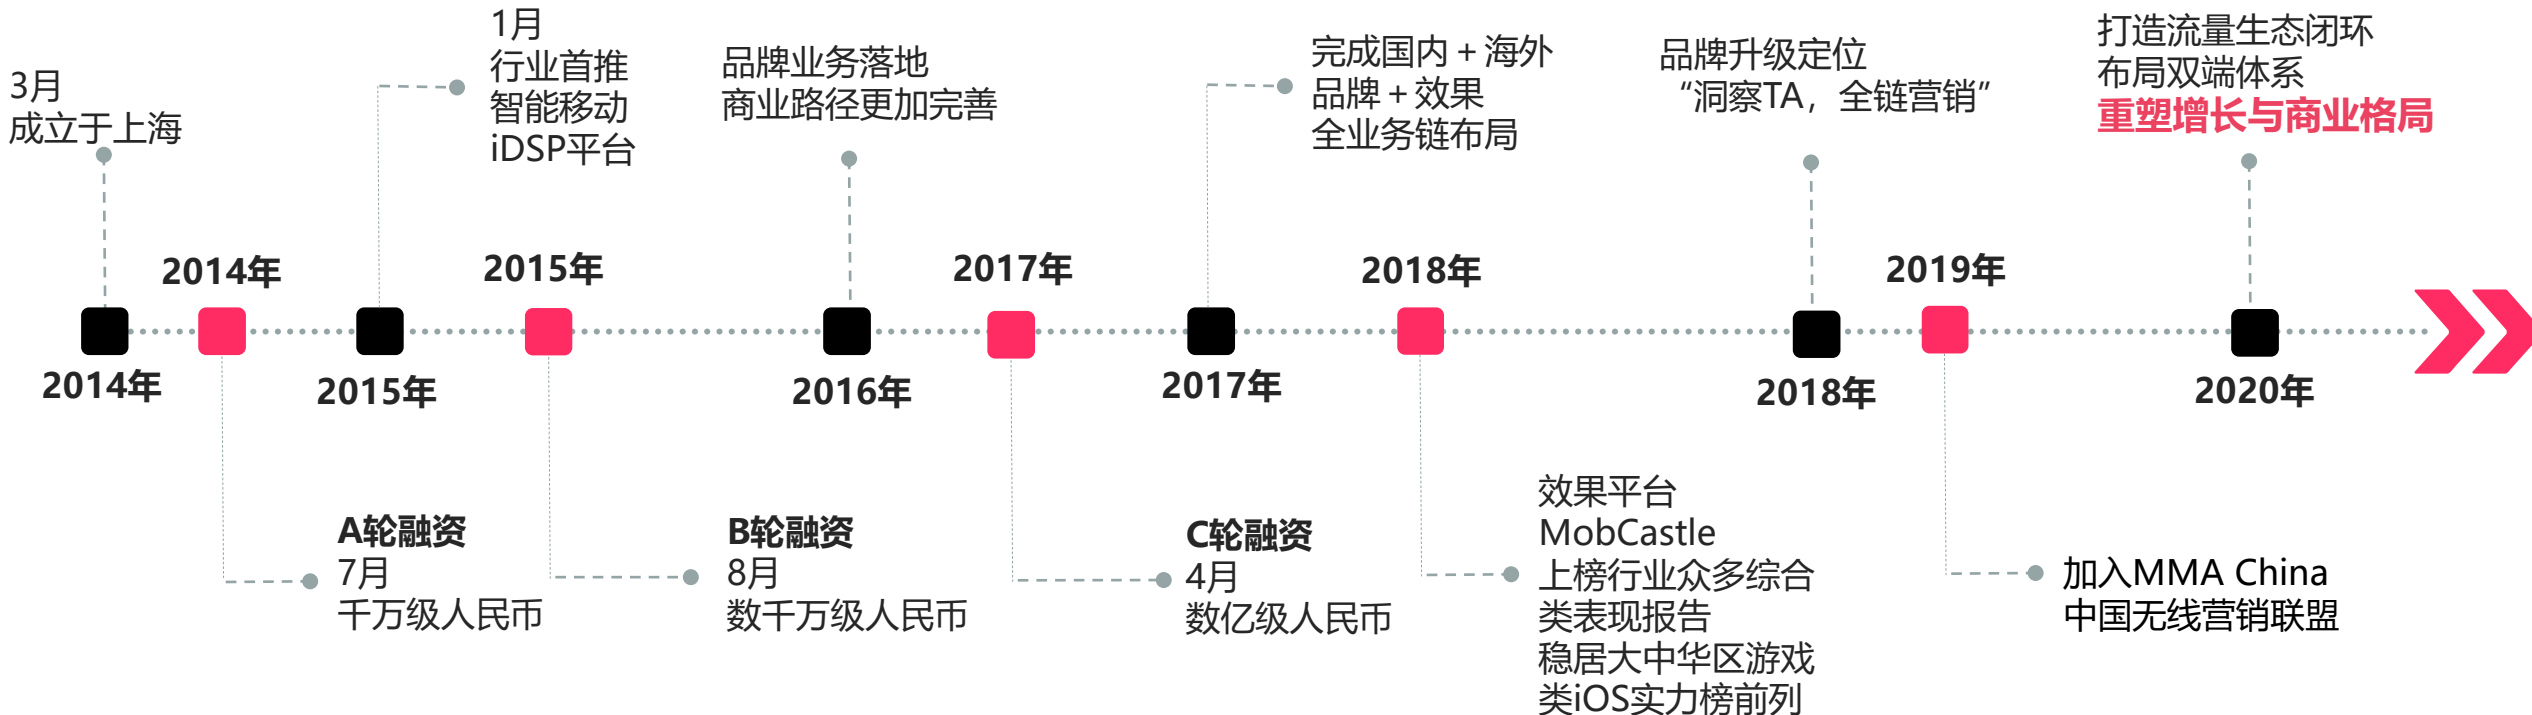 3月
成立于上海
2014年
2014年
A轮融资
7月
千万级人民币
1月
行业首推
智能移动
iDSP平台
2015年
2015年
B轮融资
8月
数千万级人民币
品牌业务落地
商业路径更加完善
2016年
2017年
C轮融资
4月
数亿级人民币
完成国内+海外
品牌+效果
全业务链布局
2017年
2018年
效果平台
MobCastle
上榜行业众多综合
类表现报告
稳居大中华区游戏
类iOS实力榜前列
品牌升级定位
“洞察TA，全链营销”
2018年
2019年
加入MMA China
中国无线营销联盟
打造流量生态闭环
布局双端体系
重塑增长与商业格局
2020年